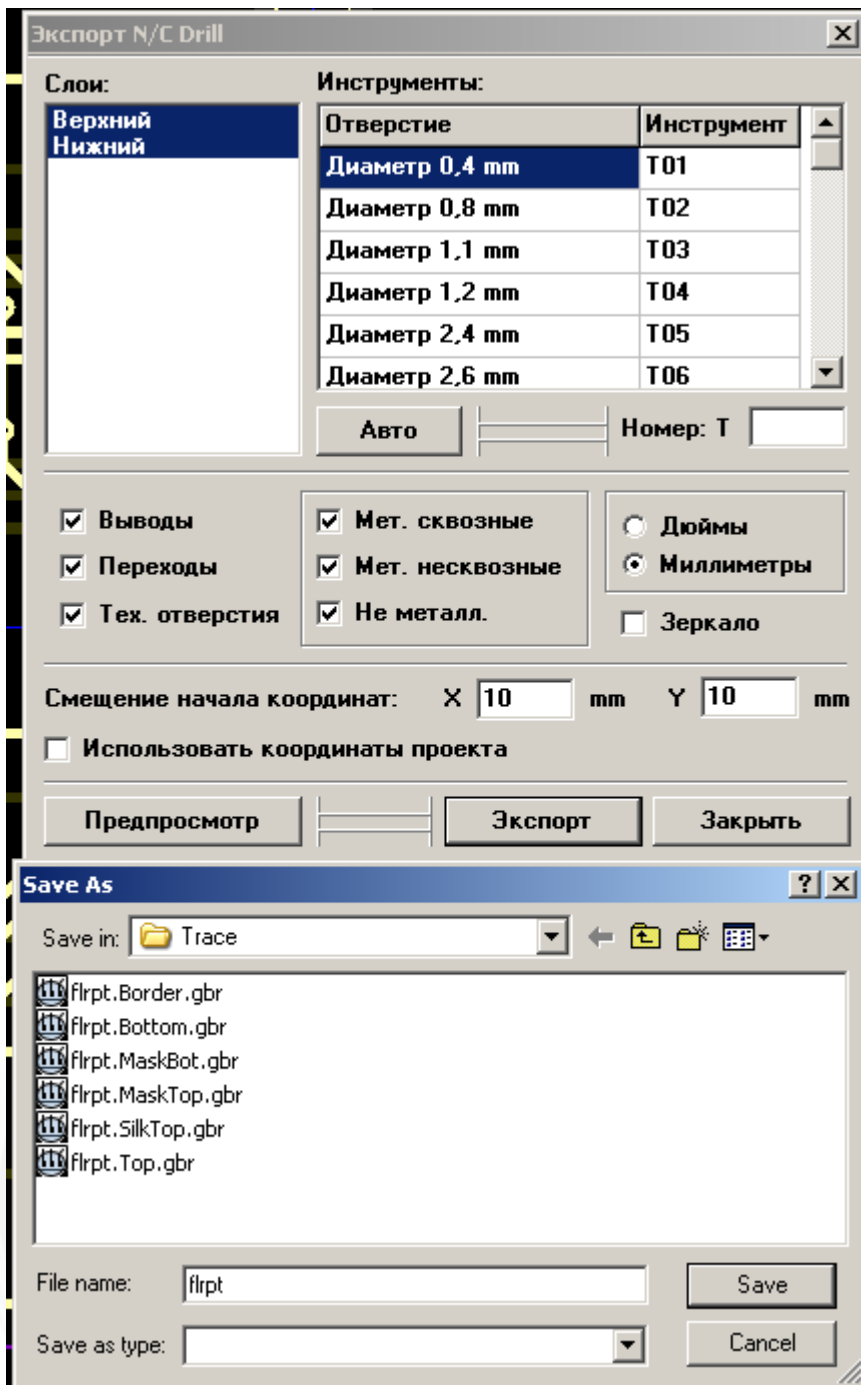 Экспорт N/C Drill
Слои:
Инструменты:
Верхний
Нижний
Отверстие Инструмент
Диаметр 0,4 mm T01
Диаметр 0,8 mm T02
Диаметр 1,1 mm T03
Диаметр 1,2 mm T04
Диаметр 2,4 mm T05
Диаметр 2,6 mm T06
Авто
Номер: T
Выводы
Переходы
Тех. отверстия
Мет. сквозные
Мет. несквозные
Не металл.
Дюймы
Миллиметры
Зеркало
Смещение начала координат: X 10 mm Y 10 mm
Использовать координаты проекта
Предпросмотр Экспорт Закрыть
Save As
Save in: Trace
flrpt.Border.gbr
flrpt.Bottom.gbr
flrpt.MaskBot.gbr
flrpt.MaskTop.gbr
flrpt.SilkTop.gbr
flrpt.Top.gbr
File name: flrpt Save
Save as type: Cancel